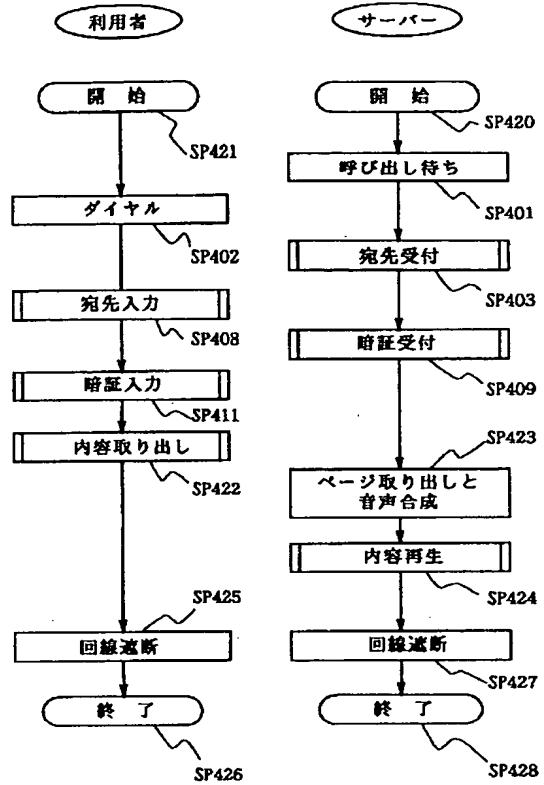 利用者
開 始
SP421
ダイヤル
SP402
宛先入力
SP408
暗証入力
SP411
内容取り出し
SP422
SP425
回線遮断
終 了
SP426
サーバー
開 始
SP420
呼び出し待ち
SP401
宛先受付
SP403
暗証受付
SP409
SP423
ページ取り出しと
音声合成
内容再生
SP424
回線遮断
SP427
終 了
SP428